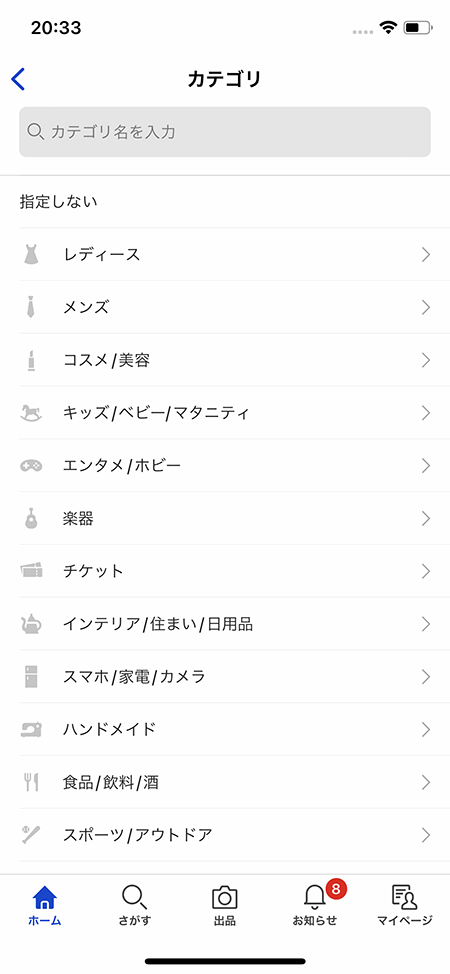 20:33
カテゴリ
カテゴリ名を入力
指定しない
レディース
メンズ
コスメ/美容
キッズ/ベビー/マタニティ
エンタメ/ホビー
楽器
チケット
インテリア/住まい/日用品
スマホ/家電/カメラ
ハンドメイド
食品/飲料/酒
スポーツ/アウトドア
8
ホーム さがす 出品 お知らせ マイページ